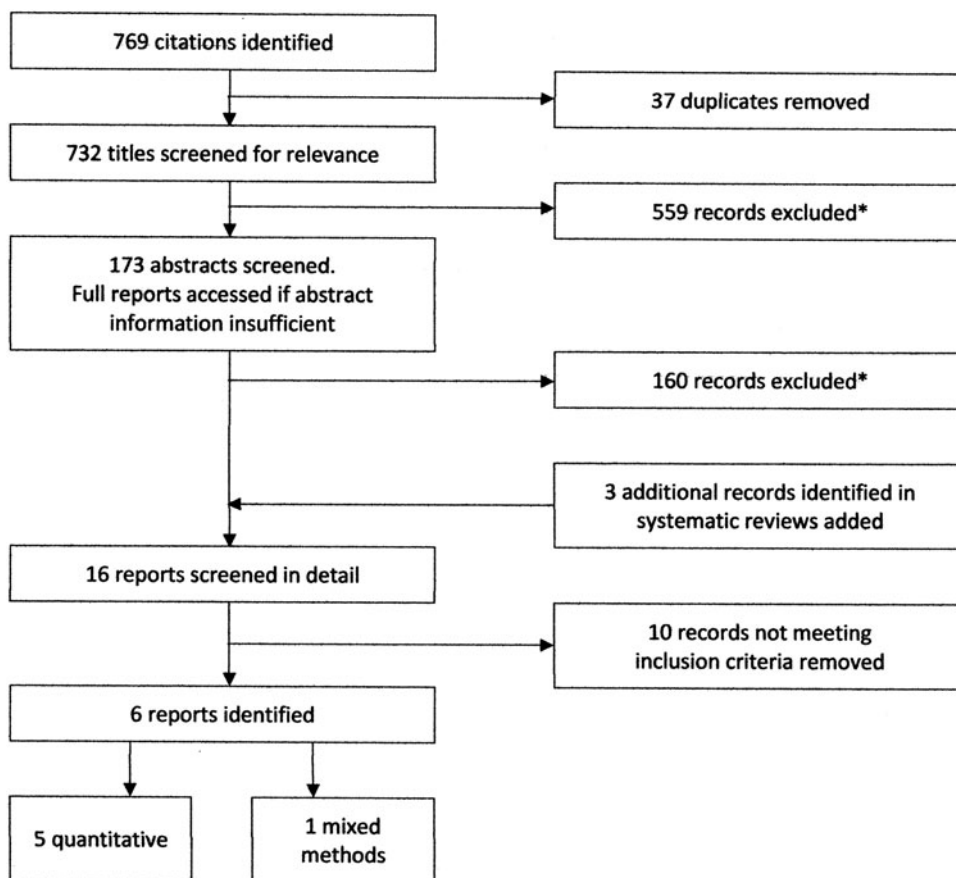 769 citations identified
37 duplicates removed
732 titles screened for relevance
559 records excluded*
173 abstracts screened.
Full reports accessed if abstract
information insufficient
160 records excluded*
3 additional records identified in
systematic reviews added
16 reports screened in detail
10 records not meeting
inclusion criteria removed
6 reports identified
5 quantitative
1 mixed
methods